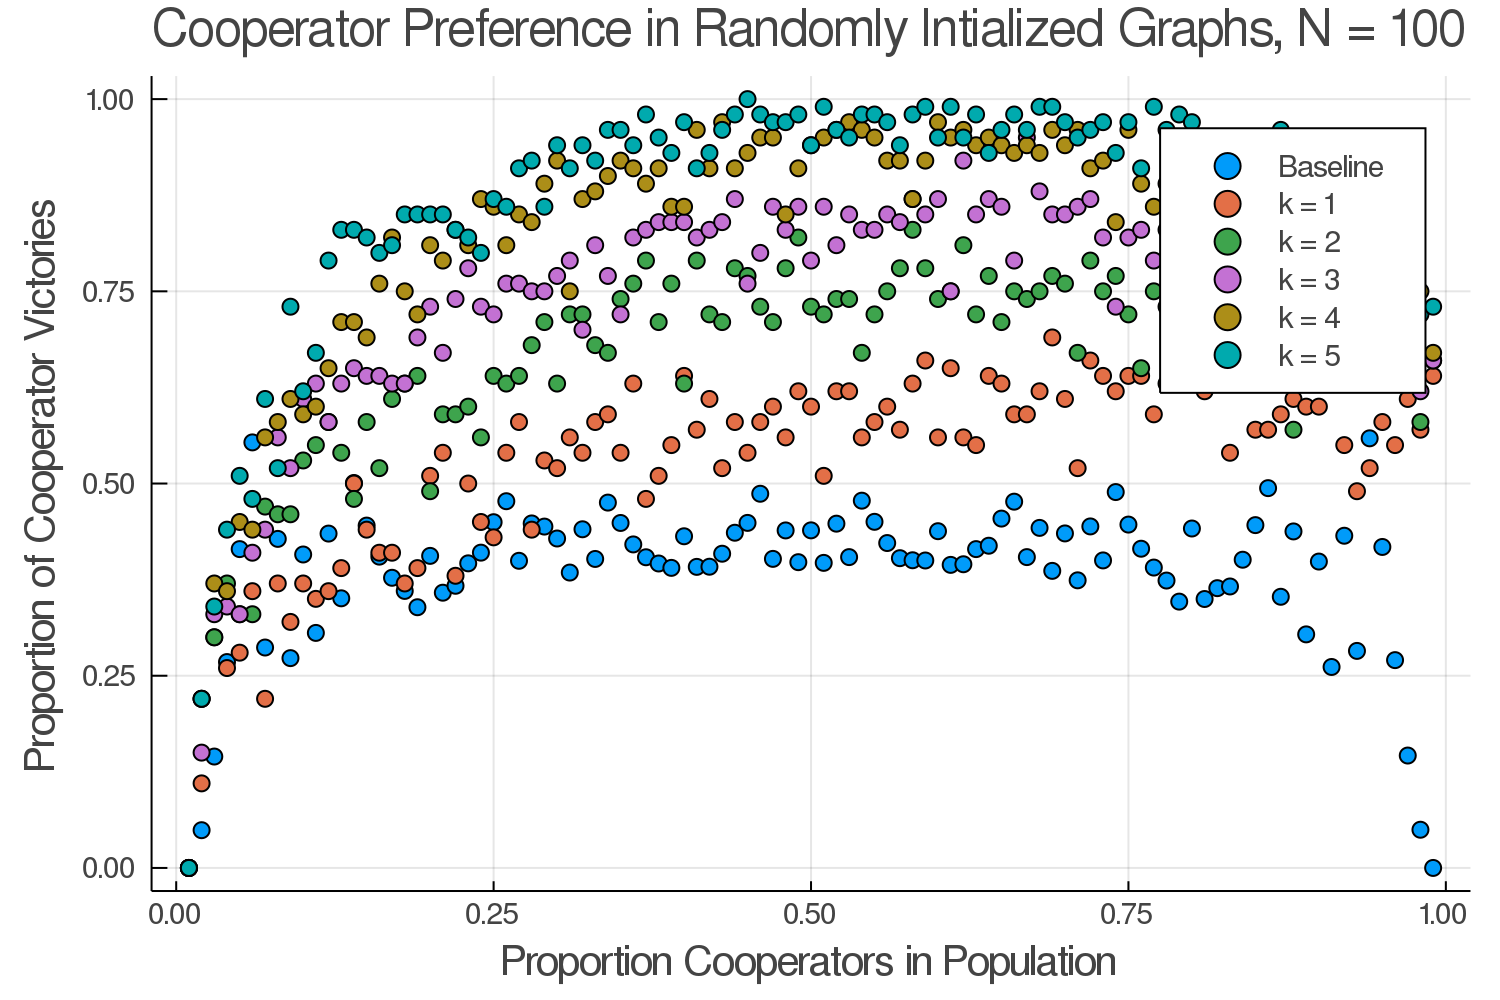 Cooperator Preference in Randomly Intialized Graphs, N = 100
Proportion of Cooperator Victories
1.00
0.75
0.50
0.25
0.00
Baseline
k = 1
k = 2
k = 3
k = 4
k = 5
0.00 0.25 0.50 0.75 1.00
Proportion Cooperators in Population